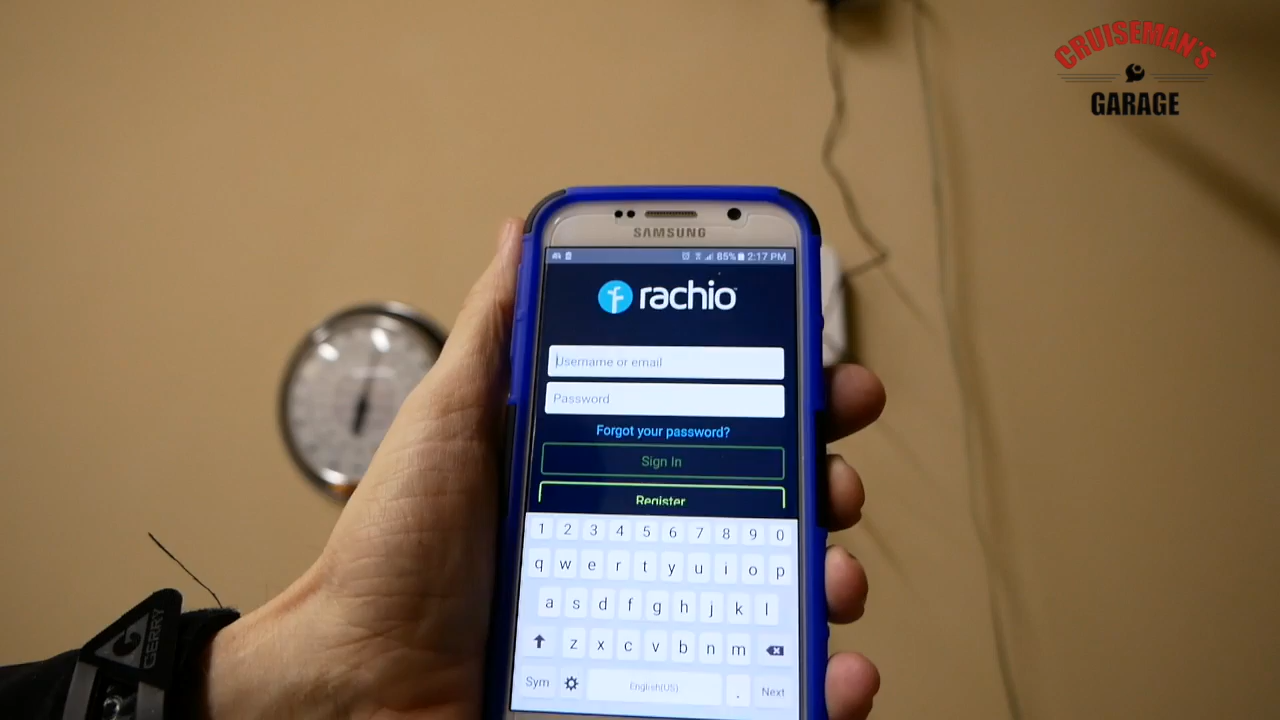 CRUISEMAN'S
GARAGE
SAMSUNG
85% 2:17 PM
rachio
Username or email
Password
Forgot your password?
Sign In
Register
1 2 3 4 5 6 7 8 9 0
q w e r t y u i o p
a s d f g h j k l
z x c v b n m
Sym English(US) . Next
GERRY